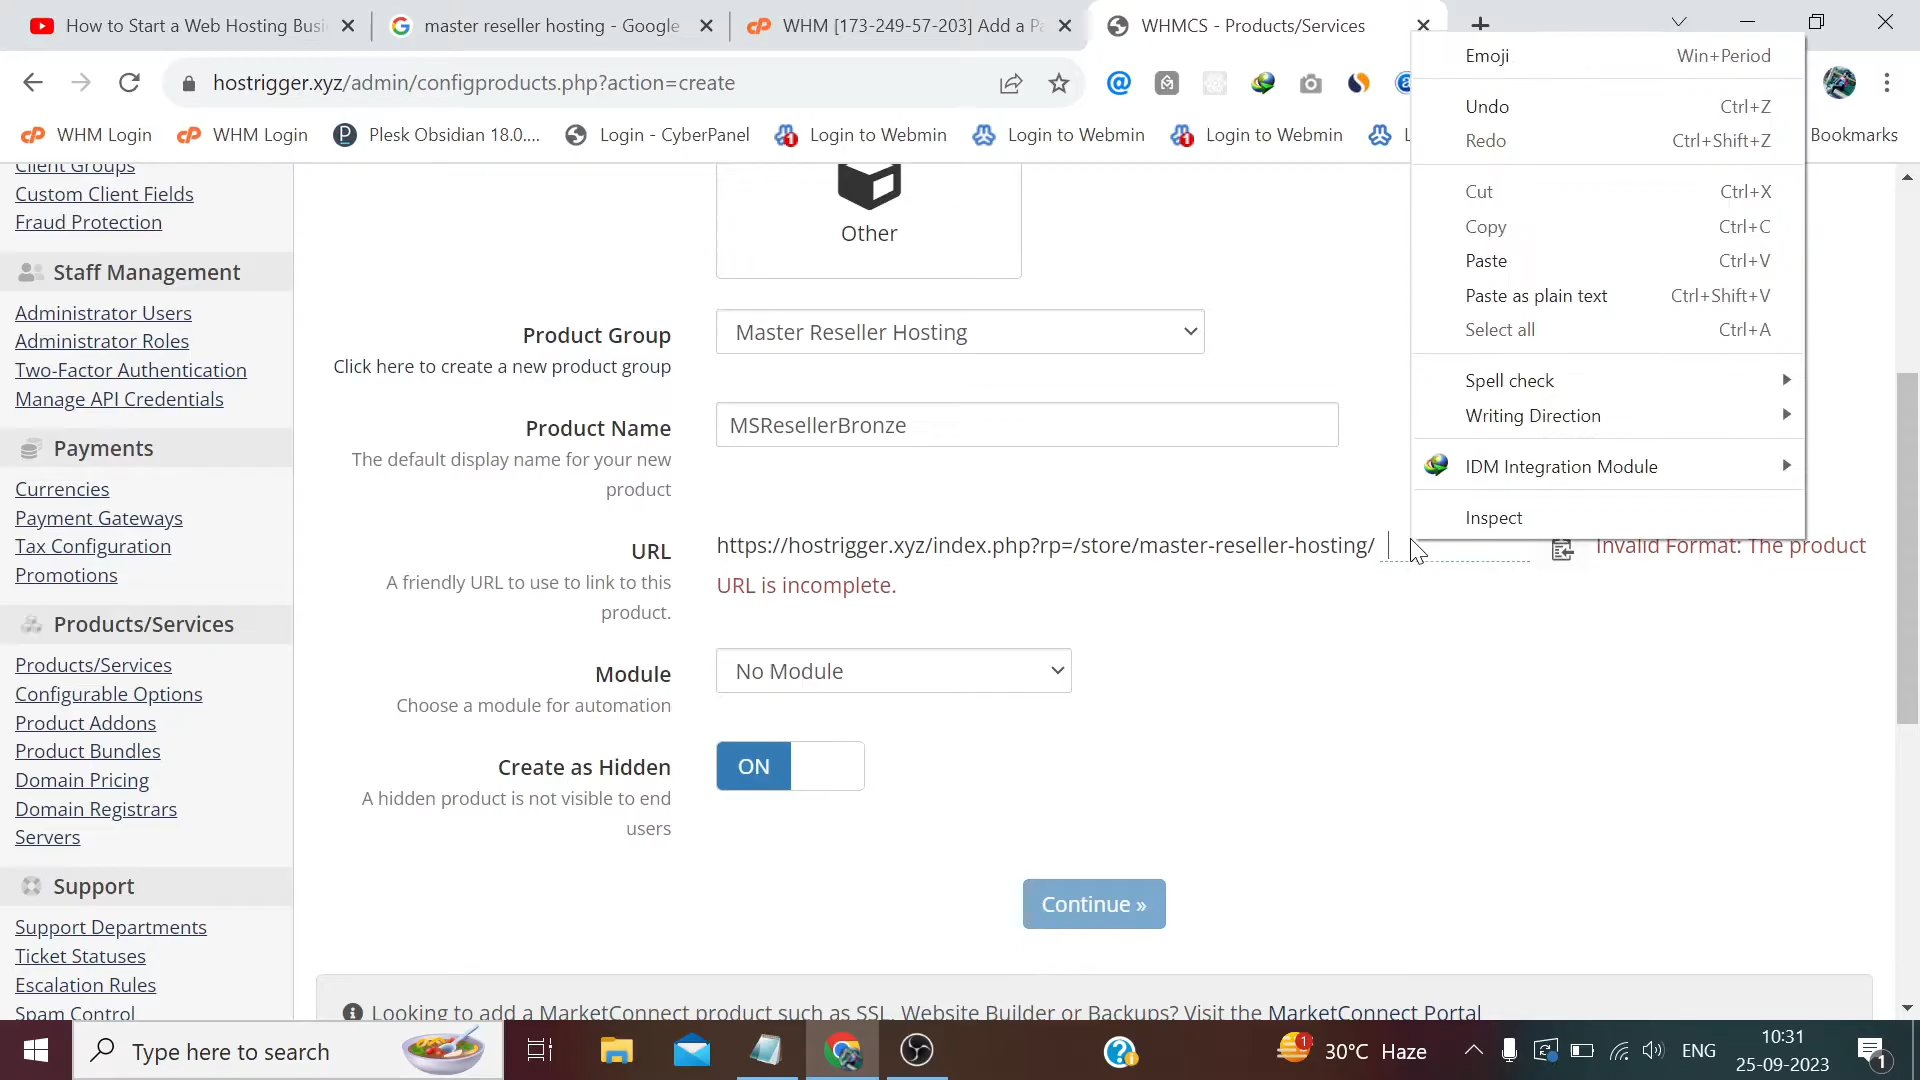 How to Start a Web Hosting Busi
master reseller hosting - Google
WHM [173-249-57-203] Add a Pa
WHMCS - Products/Services
hostrigger.xyz/admin/configproducts.php?action=create
WHM Login
WHM Login
Plesk Obsidian 18.0....
Login - CyberPanel
Login to Webmin
Login to Webmin
Login to Webmin
L
Bookmarks
Emoji Win+Period
Undo Ctrl+Z
Redo Ctrl+Shift+Z
Cut Ctrl+X
Copy Ctrl+C
Paste Ctrl+V
Paste as plain text Ctrl+Shift+V
Select all Ctrl+A
Spell check
Writing Direction
IDM Integration Module
Inspect
Client Groups
Custom Client Fields
Fraud Protection
Staff Management
Administrator Users
Administrator Roles
Two-Factor Authentication
Manage API Credentials
Payments
Currencies
Payment Gateways
Tax Configuration
Promotions
Products/Services
Products/Services
Configurable Options
Product Addons
Product Bundles
Domain Pricing
Domain Registrars
Servers
Support
Support Departments
Ticket Statuses
Escalation Rules
Spam Control
Other
Product Group
Click here to create a new product group
Master Reseller Hosting
Product Name
The default display name for your new
product
MSResellerBronze
URL
A friendly URL to use to link to this
product.
https://hostrigger.xyz/index.php?rp=/store/master-reseller-hosting/
Invalid Format: The product
URL is incomplete.
Module
Choose a module for automation
No Module
Create as Hidden
A hidden product is not visible to end
users
ON
Continue »
Looking to add a MarketConnect product such as SSL, Website Builder or Backups? Visit the MarketConnect Portal
Type here to search
30°C Haze
ENG
10:31
25-09-2023
1